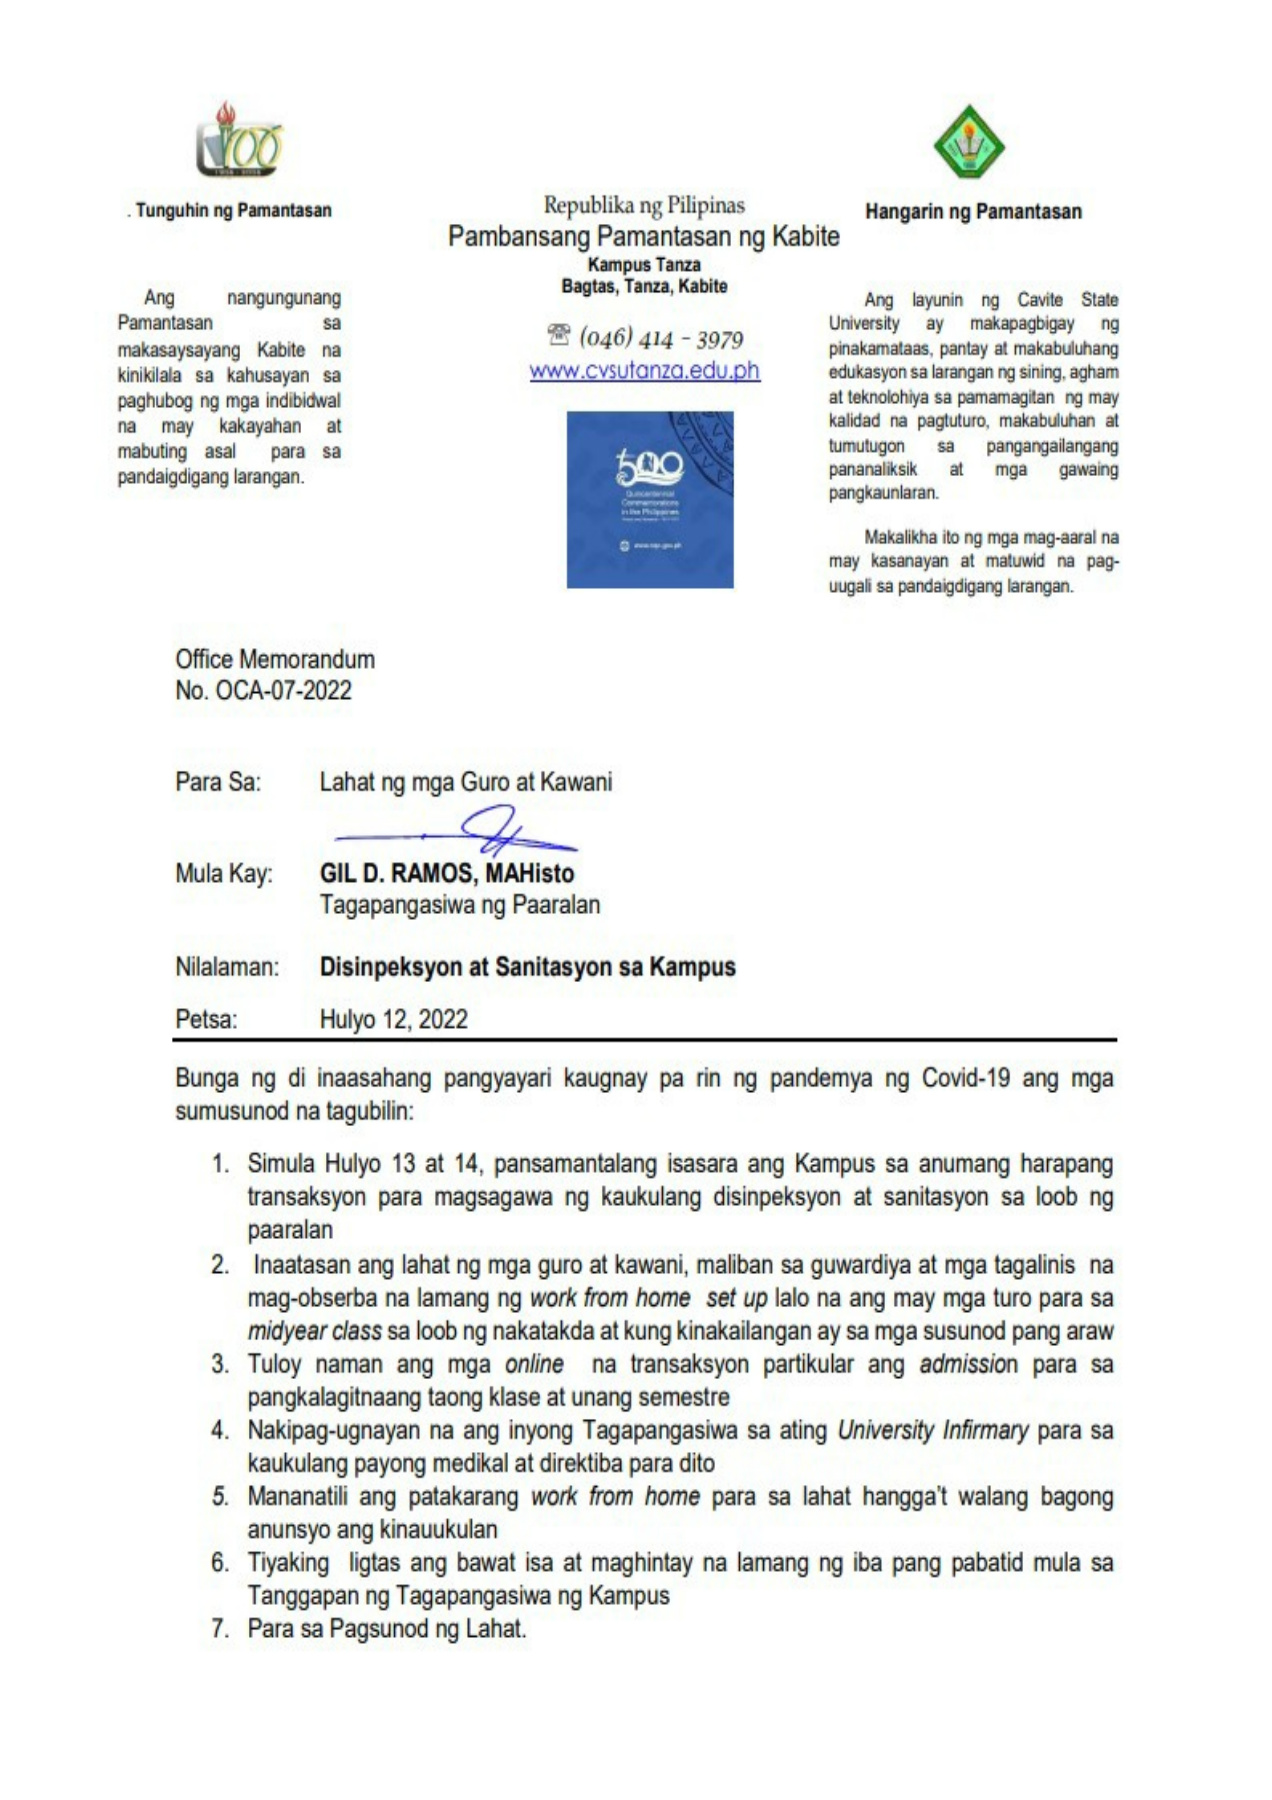 100
. Tunguhin ng Pamantasan
Ang nangungunang
Pamantasan sa
makasaysayang Kabite na
kinikilala sa kahusayan sa
paghubog ng mga indibidwal
na may kakayahan at
mabuting asal para sa
pandaigdigang larangan.
Republika ng Pilipinas
Pambansang Pamantasan ng Kabite
Kampus Tanza
Bagtas, Tanza, Kabite
☏ (046) 414 - 3979
www.cvsutanza.edu.ph
500
Quincentennial
Commemorations
in the Philippines
Hangarin ng Pamantasan
Ang layunin ng Cavite State
University ay makapagbigay ng
pinakamataas, pantay at makabuluhang
edukasyon sa larangan ng sining, agham
at teknolohiya sa pamamagitan ng may
kalidad na pagtuturo, makabuluhan at
tumutugon sa pangangailangang
pananaliksik at mga gawaing
pangkaunlaran.
Makalikha ito ng mga mag-aaral na
may kasanayan at matuwid na pag-
uugali sa pandaigdigang larangan.
Office Memorandum
No. OCA-07-2022
Para Sa: Lahat ng mga Guro at Kawani
Mula Kay: GIL D. RAMOS, MAHisto
Tagapangasiwa ng Paaralan
Nilalaman: Disinpeksyon at Sanitasyon sa Kampus
Petsa: Hulyo 12, 2022
Bunga ng di inaasahang pangyayari kaugnay pa rin ng pandemya ng Covid-19 ang mga
sumusunod na tagubilin:
1. Simula Hulyo 13 at 14, pansamantalang isasara ang Kampus sa anumang harapang
transaksyon para magsagawa ng kaukulang disinpeksyon at sanitasyon sa loob ng
paaralan
2. Inaatasan ang lahat ng mga guro at kawani, maliban sa guwardiya at mga tagalinis na
mag-obserba na lamang ng work from home set up lalo na ang may mga turo para sa
midyear class sa loob ng nakatakda at kung kinakailangan ay sa mga susunod pang araw
3. Tuloy naman ang mga online na transaksyon partikular ang admission para sa
pangkalagitnaang taong klase at unang semestre
4. Nakipag-ugnayan na ang inyong Tagapangasiwa sa ating University Infirmary para sa
kaukulang payong medikal at direktiba para dito
5. Mananatili ang patakarang work from home para sa lahat hangga't walang bagong
anunsyo ang kinauukulan
6. Tiyaking ligtas ang bawat isa at maghintay na lamang ng iba pang pabatid mula sa
Tanggapan ng Tagapangasiwa ng Kampus
7. Para sa Pagsunod ng Lahat.